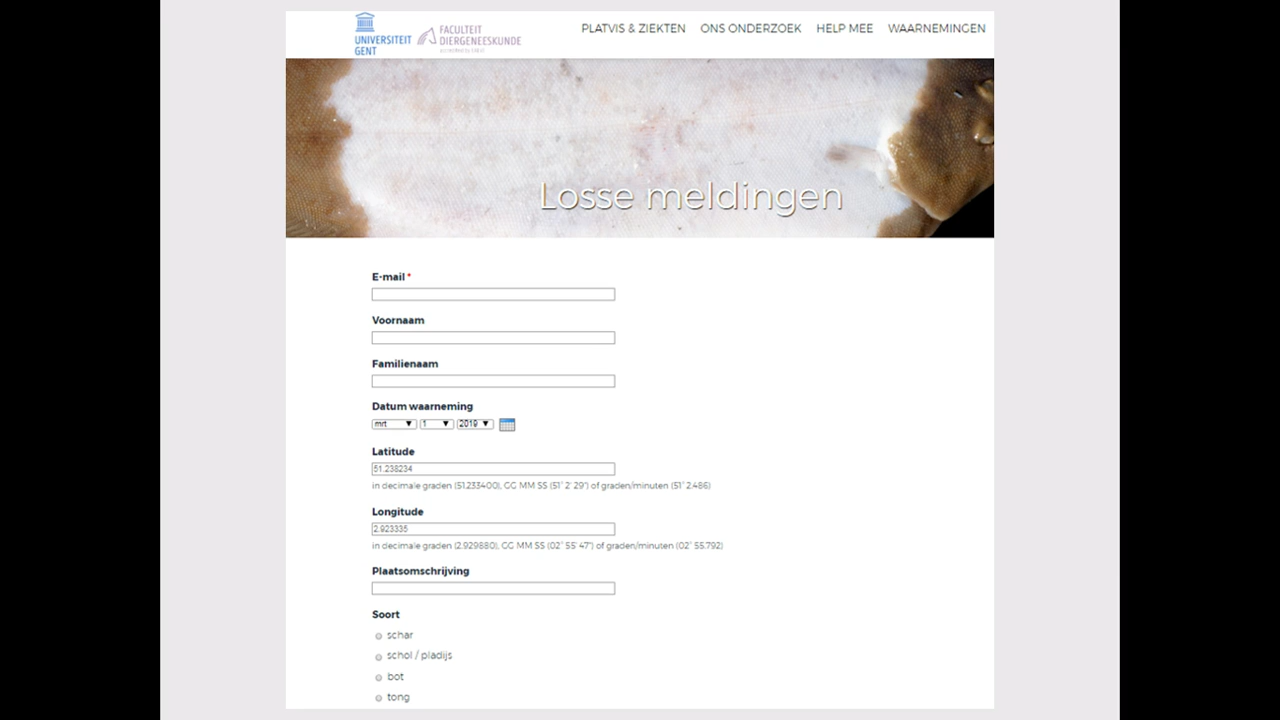 UNIVERSITEIT
GENT
FACULTEIT
DIERGENEESKUNDE
PLATVIS & ZIEKTEN ONS ONDERZOEK HELP MEE WAARNEMINGEN
Losse meldingen
E-mail *
Voornaam
Familienaam
Datum waarneming
mrt 1 2019
Latitude
51.238234
in decimale graden (51.233400), GG MM SS (51° 2' 29") of graden/minuten (51° 2.486)
Longitude
2.923335
in decimale graden (2.929880), GG MM SS (02° 55' 47") of graden/minuten (02° 55.792)
Plaatsomschrijving
Soort
schar
schol / pladijs
bot
tong